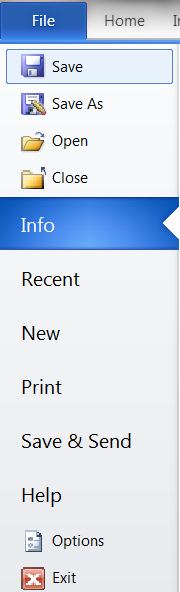 File Home
Save
Save As
Open
Close
Info
Recent
New
Print
Save & Send
Help
Options
Exit